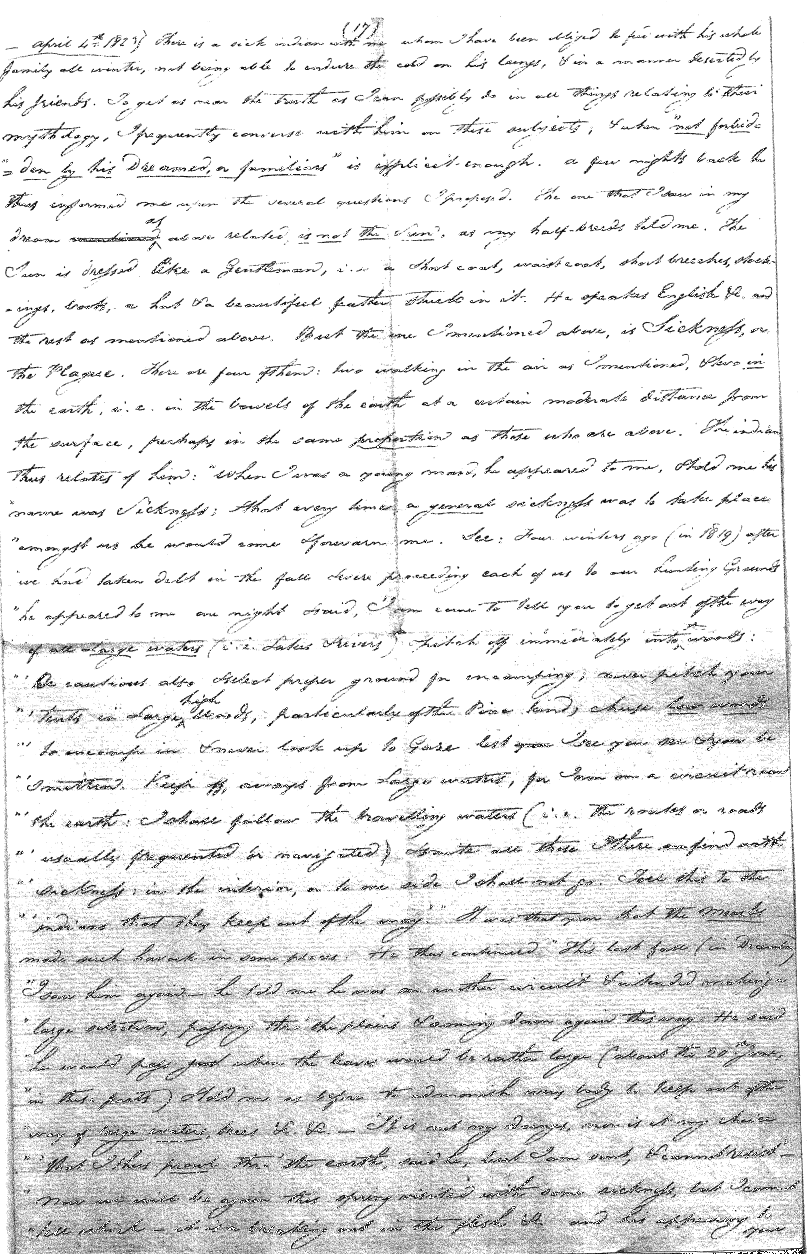 (17)
— April 4th 1823} There is a sick indian with me whom I have been obliged to feed with his whole
family all winter, not being able to endure the cold on his lungs, & in a manner deserted by
his friends. To get as near the truth as I can possibly do in all things relating to their
mythology, I frequently converse with him on these subjects, & when "not forbid-
"=den by his Dreamed, or familiars" is explicit enough. a few nights back he
thus informed me upon the several questions I proposed. The one that I saw in my
dream as above related is not the Sun, as my half-breeds told me. The
Sun is dressed like a Gentleman, i.e. a short coat, waistcoat, short breeches, stock-
-ings, boots, a hat & a beautiful feather stuck in it. He speaks English &c. and
the rest as mentioned above. But the one I mentioned above, is Sickness, or
the Plague. There are four of them: two walking in the air as I mentioned, & two in
the earth, i.e. in the bowels of the earth at a certain moderate distance from
the surface, perhaps in the same proportion as those who are above. The indian
thus relates of him: "When I was a young man, he appeared to me, & told me his
"name was Sickness; & that every time a general sickness was to take place
"amongst us he would come & forewarn me. See: Four winters ago (in 1819) after
"we had taken debt in the fall & were proceeding each of us to our hunting Grounds
"he appeared to me one night & said, 'I am come to tell you to get out of the way
'of all large waters (i.e. Lakes & rivers) & pitch off immediately into the woods:
"' Be cautious also & select proper ground for encamping; never pitch your
"' tents in large high Woods, particularly of the Pine kind; chuse low woods
"' to encamp in & never look up to Gaze lest I see you & you be
"' smitten. Keep off, always from large waters, for I am on a circuit round
"' the earth: I shall follow the travelling waters (i.e. the routes or roads
"' usually frequented or navigated) & smite all those I there find with
"' sickness: in the interior, or to one side I shall not go. Tell this to the
"' indians that they keep out of the way.' It was that year that the Measles
made such havock in some places. He thus continued. "This last fall (in Dreaming)
"I saw him again — he told me he was on another circuit & intended making a
"large selection, passing thro' the plains & coming down again this way. He said
"he would pass just when the leaves would be rather large (about the 20th June,
"in these parts) & told me as before to admonish every body to keep out of the
"way of large waters, trees &c. &c. — 'It is not my doings, nor is it my choice
"'that I thus prowl thro' the earth, said he, but I am sent, & cannot resist' —
"now we will be again this spring visited with some sickness, but I cannot
"tell which — a breaking out in the flesh &c. and his appearing to
your